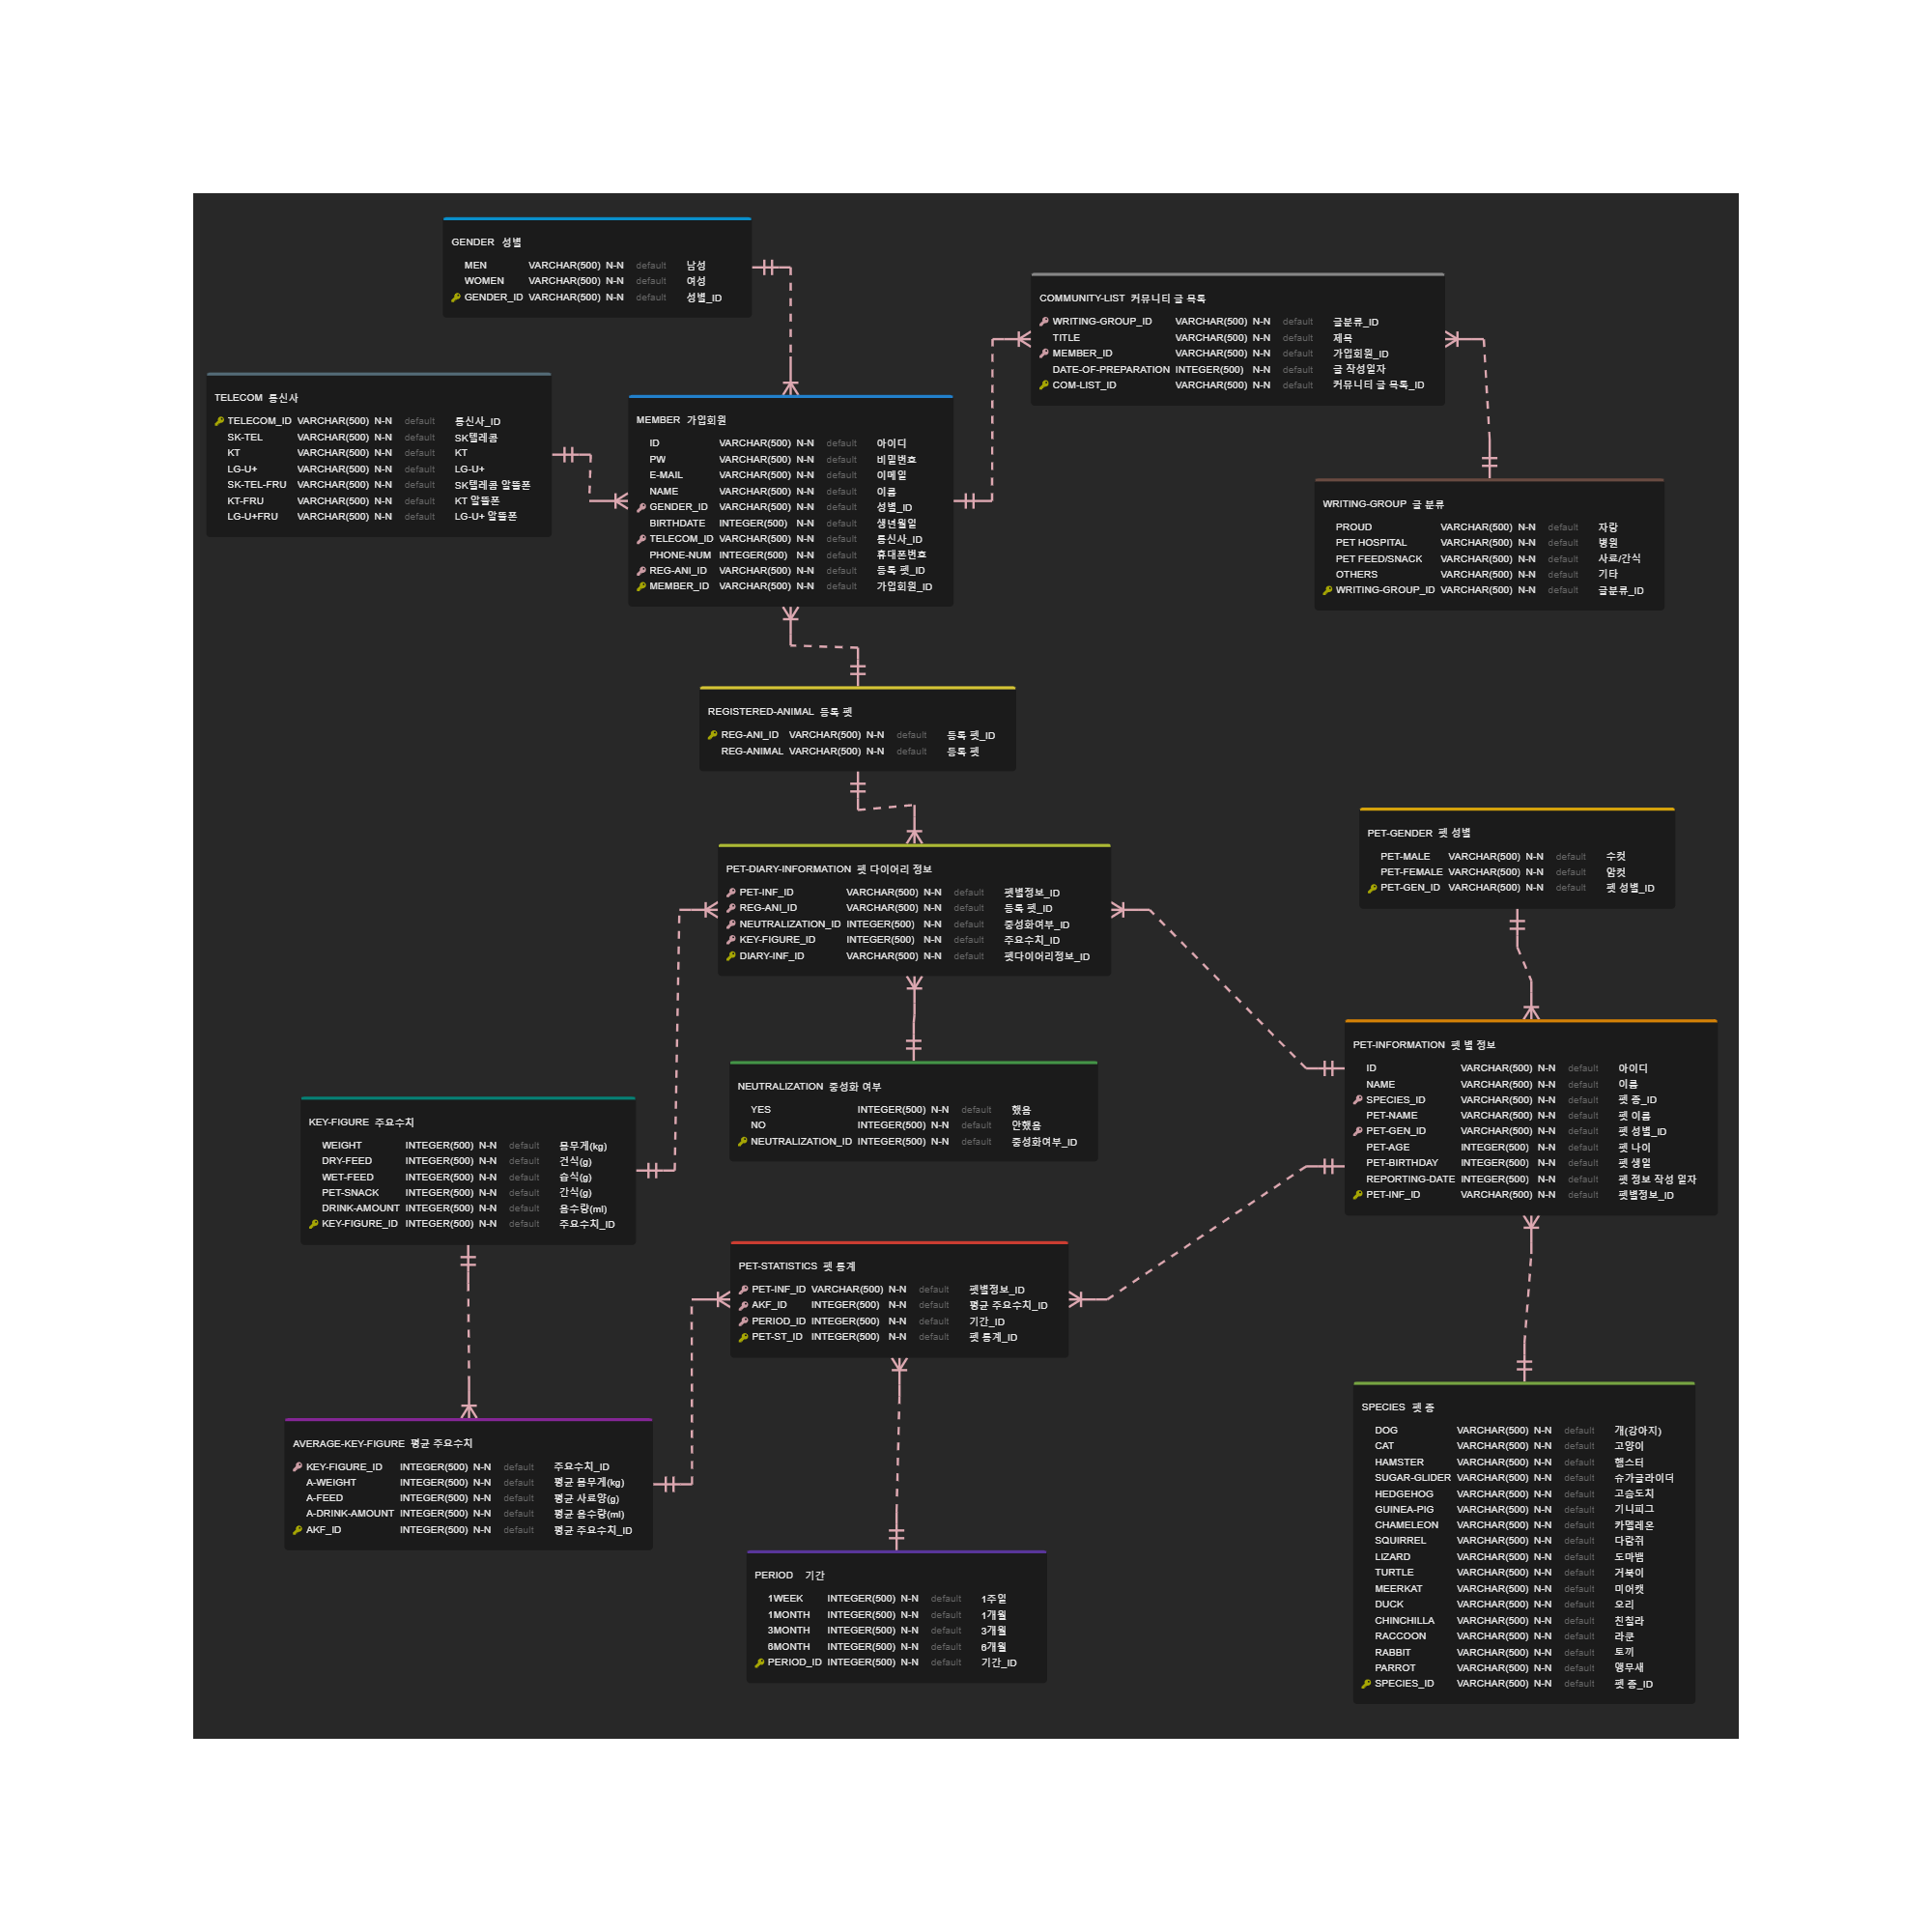 GENDER 성별
MEN VARCHAR(500) N-N default 남성
WOMEN VARCHAR(500) N-N default 여성
GENDER_ID VARCHAR(500) N-N default 성별_ID
COMMUNITY-LIST 커뮤니티 글 목록
WRITING-GROUP_ID VARCHAR(500) N-N default 글분류_ID
TITLE VARCHAR(500) N-N default 제목
MEMBER_ID VARCHAR(500) N-N default 가입회원_ID
DATE-OF-PREPARATION INTEGER(500) N-N default 글 작성일자
COM-LIST_ID VARCHAR(500) N-N default 커뮤니티 글 목록_ID
TELECOM 통신사
TELECOM_ID VARCHAR(500) N-N default 통신사_ID
SK-TEL VARCHAR(500) N-N default SK텔레콤
KT VARCHAR(500) N-N default KT
LG-U+ VARCHAR(500) N-N default LG-U+
SK-TEL-FRU VARCHAR(500) N-N default SK텔레콤 알뜰폰
KT-FRU VARCHAR(500) N-N default KT 알뜰폰
LG-U+FRU VARCHAR(500) N-N default LG-U+ 알뜰폰
MEMBER 가입회원
ID VARCHAR(500) N-N default 아이디
PW VARCHAR(500) N-N default 비밀번호
E-MAIL VARCHAR(500) N-N default 이메일
NAME VARCHAR(500) N-N default 이름
GENDER_ID VARCHAR(500) N-N default 성별_ID
BIRTHDATE INTEGER(500) N-N default 생년월일
TELECOM_ID VARCHAR(500) N-N default 통신사_ID
PHONE-NUM INTEGER(500) N-N default 휴대폰번호
REG-ANI_ID VARCHAR(500) N-N default 등록 펫_ID
MEMBER_ID VARCHAR(500) N-N default 가입회원_ID
WRITING-GROUP 글 분류
PROUD VARCHAR(500) N-N default 자랑
PET HOSPITAL VARCHAR(500) N-N default 병원
PET FEED/SNACK VARCHAR(500) N-N default 사료/간식
OTHERS VARCHAR(500) N-N default 기타
WRITING-GROUP_ID VARCHAR(500) N-N default 글분류_ID
REGISTERED-ANIMAL 등록 펫
REG-ANI_ID VARCHAR(500) N-N default 등록 펫_ID
REG-ANIMAL VARCHAR(500) N-N default 등록 펫
PET-GENDER 펫 성별
PET-MALE VARCHAR(500) N-N default 수컷
PET-FEMALE VARCHAR(500) N-N default 암컷
PET-GEN_ID VARCHAR(500) N-N default 펫 성별_ID
PET-DIARY-INFORMATION 펫 다이어리 정보
PET-INF_ID VARCHAR(500) N-N default 펫별정보_ID
REG-ANI_ID VARCHAR(500) N-N default 등록 펫_ID
NEUTRALIZATION_ID INTEGER(500) N-N default 중성화여부_ID
KEY-FIGURE_ID INTEGER(500) N-N default 주요수치_ID
DIARY-INF_ID VARCHAR(500) N-N default 펫다이어리정보_ID
PET-INFORMATION 펫 별 정보
ID VARCHAR(500) N-N default 아이디
NAME VARCHAR(500) N-N default 이름
SPECIES_ID VARCHAR(500) N-N default 펫 종_ID
PET-NAME VARCHAR(500) N-N default 펫 이름
PET-GEN_ID VARCHAR(500) N-N default 펫 성별_ID
PET-AGE INTEGER(500) N-N default 펫 나이
PET-BIRTHDAY INTEGER(500) N-N default 펫 생일
REPORTING-DATE INTEGER(500) N-N default 펫 정보 작성 일자
PET-INF_ID VARCHAR(500) N-N default 펫별정보_ID
NEUTRALIZATION 중성화 여부
YES INTEGER(500) N-N default 했음
NO INTEGER(500) N-N default 안했음
NEUTRALIZATION_ID INTEGER(500) N-N default 중성화여부_ID
KEY-FIGURE 주요수치
WEIGHT INTEGER(500) N-N default 몸무게(kg)
DRY-FEED INTEGER(500) N-N default 건식(g)
WET-FEED INTEGER(500) N-N default 습식(g)
PET-SNACK INTEGER(500) N-N default 간식(g)
DRINK-AMOUNT INTEGER(500) N-N default 음수량(ml)
KEY-FIGURE_ID INTEGER(500) N-N default 주요수치_ID
PET-STATISTICS 펫 통계
PET-INF_ID VARCHAR(500) N-N default 펫별정보_ID
AKF_ID INTEGER(500) N-N default 평균 주요수치_ID
PERIOD_ID INTEGER(500) N-N default 기간_ID
PET-ST_ID INTEGER(500) N-N default 펫 통계_ID
SPECIES 펫 종
DOG VARCHAR(500) N-N default 개(강아지)
CAT VARCHAR(500) N-N default 고양이
HAMSTER VARCHAR(500) N-N default 햄스터
SUGAR-GLIDER VARCHAR(500) N-N default 슈가글라이더
HEDGEHOG VARCHAR(500) N-N default 고슴도치
GUINEA-PIG VARCHAR(500) N-N default 기니피그
CHAMELEON VARCHAR(500) N-N default 카멜레온
SQUIRREL VARCHAR(500) N-N default 다람쥐
LIZARD VARCHAR(500) N-N default 도마뱀
TURTLE VARCHAR(500) N-N default 거북이
MEERKAT VARCHAR(500) N-N default 미어캣
DUCK VARCHAR(500) N-N default 오리
CHINCHILLA VARCHAR(500) N-N default 친칠라
RACCOON VARCHAR(500) N-N default 라쿤
RABBIT VARCHAR(500) N-N default 토끼
PARROT VARCHAR(500) N-N default 앵무새
SPECIES_ID VARCHAR(500) N-N default 펫 종_ID
AVERAGE-KEY-FIGURE 평균 주요수치
KEY-FIGURE_ID INTEGER(500) N-N default 주요수치_ID
A-WEIGHT INTEGER(500) N-N default 평균 몸무게(kg)
A-FEED INTEGER(500) N-N default 평균 사료양(g)
A-DRINK-AMOUNT INTEGER(500) N-N default 평균 음수량(ml)
AKF_ID INTEGER(500) N-N default 평균 주요수치_ID
PERIOD 기간
1WEEK INTEGER(500) N-N default 1주일
1MONTH INTEGER(500) N-N default 1개월
3MONTH INTEGER(500) N-N default 3개월
6MONTH INTEGER(500) N-N default 6개월
PERIOD_ID INTEGER(500) N-N default 기간_ID